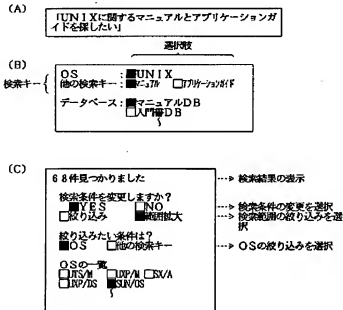 (A)
「UNIXに関するマニュアルとアプリケーションガ
イドを探したい」
選択肢
(B)
検索キー
OS : ■UNIX
他の検索キー : ■マニュアル □アプリケーションガイド
データベース : ■マニュアルDB
□入門書DB
(C)
68件見つかりました
---> 検索結果の表示
検索条件を変更しますか?
■YES □NO
---> 検索条件の変更を選択
□絞り込み ■範囲拡大
---> 検索範囲の絞り込みを選
択
絞り込みたい条件は?
■OS □他の検索キー
---> OSの絞り込みを選択
OSの一覧
□UTS/M □UXP/M □SX/A
□UXP/DS ■SUN/OS